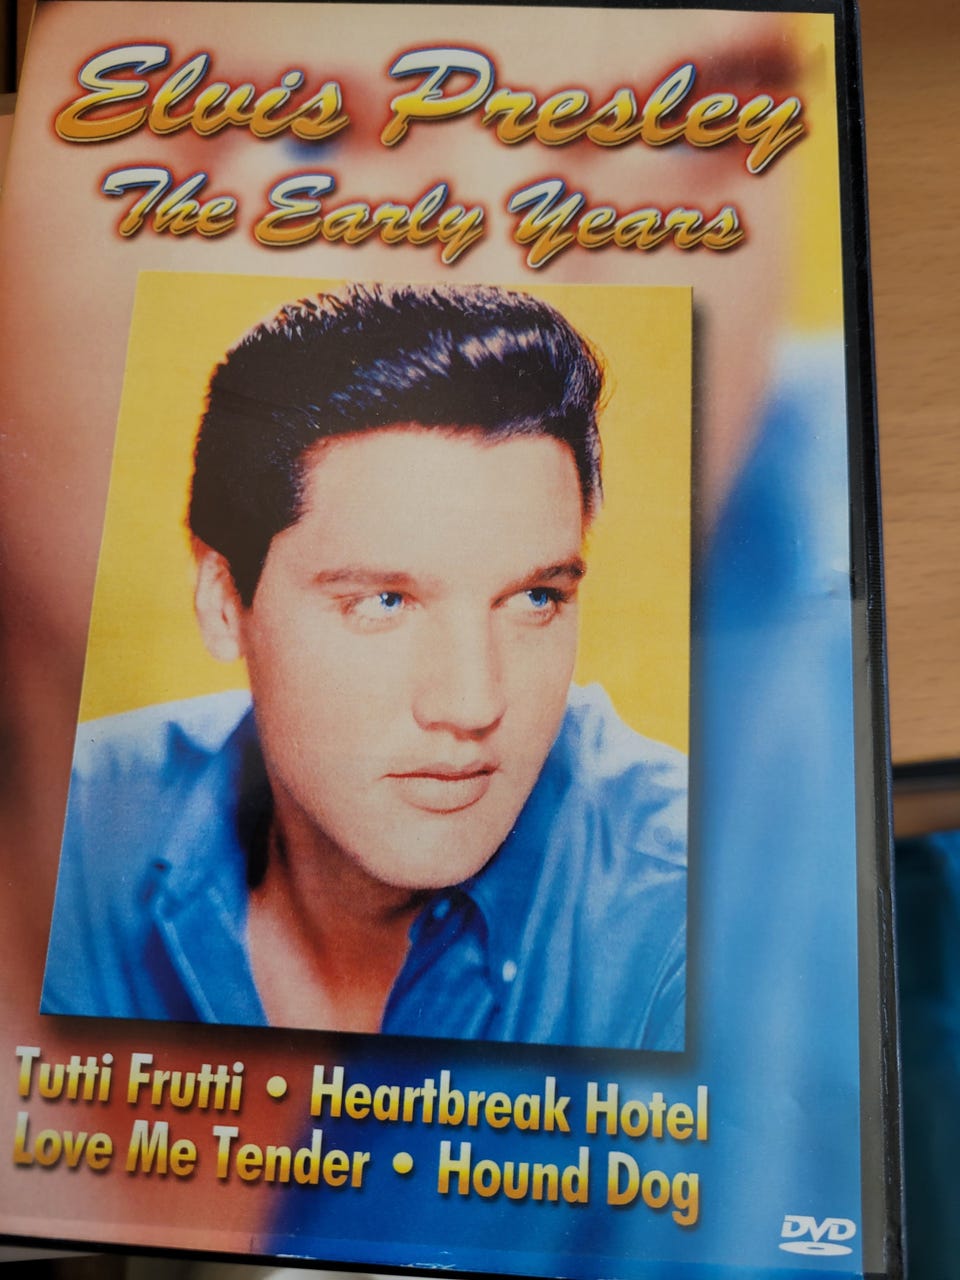 Elvis Presley
The Early Years
Tutti Frutti • Heartbreak Hotel
Love Me Tender • Hound Dog
DVD